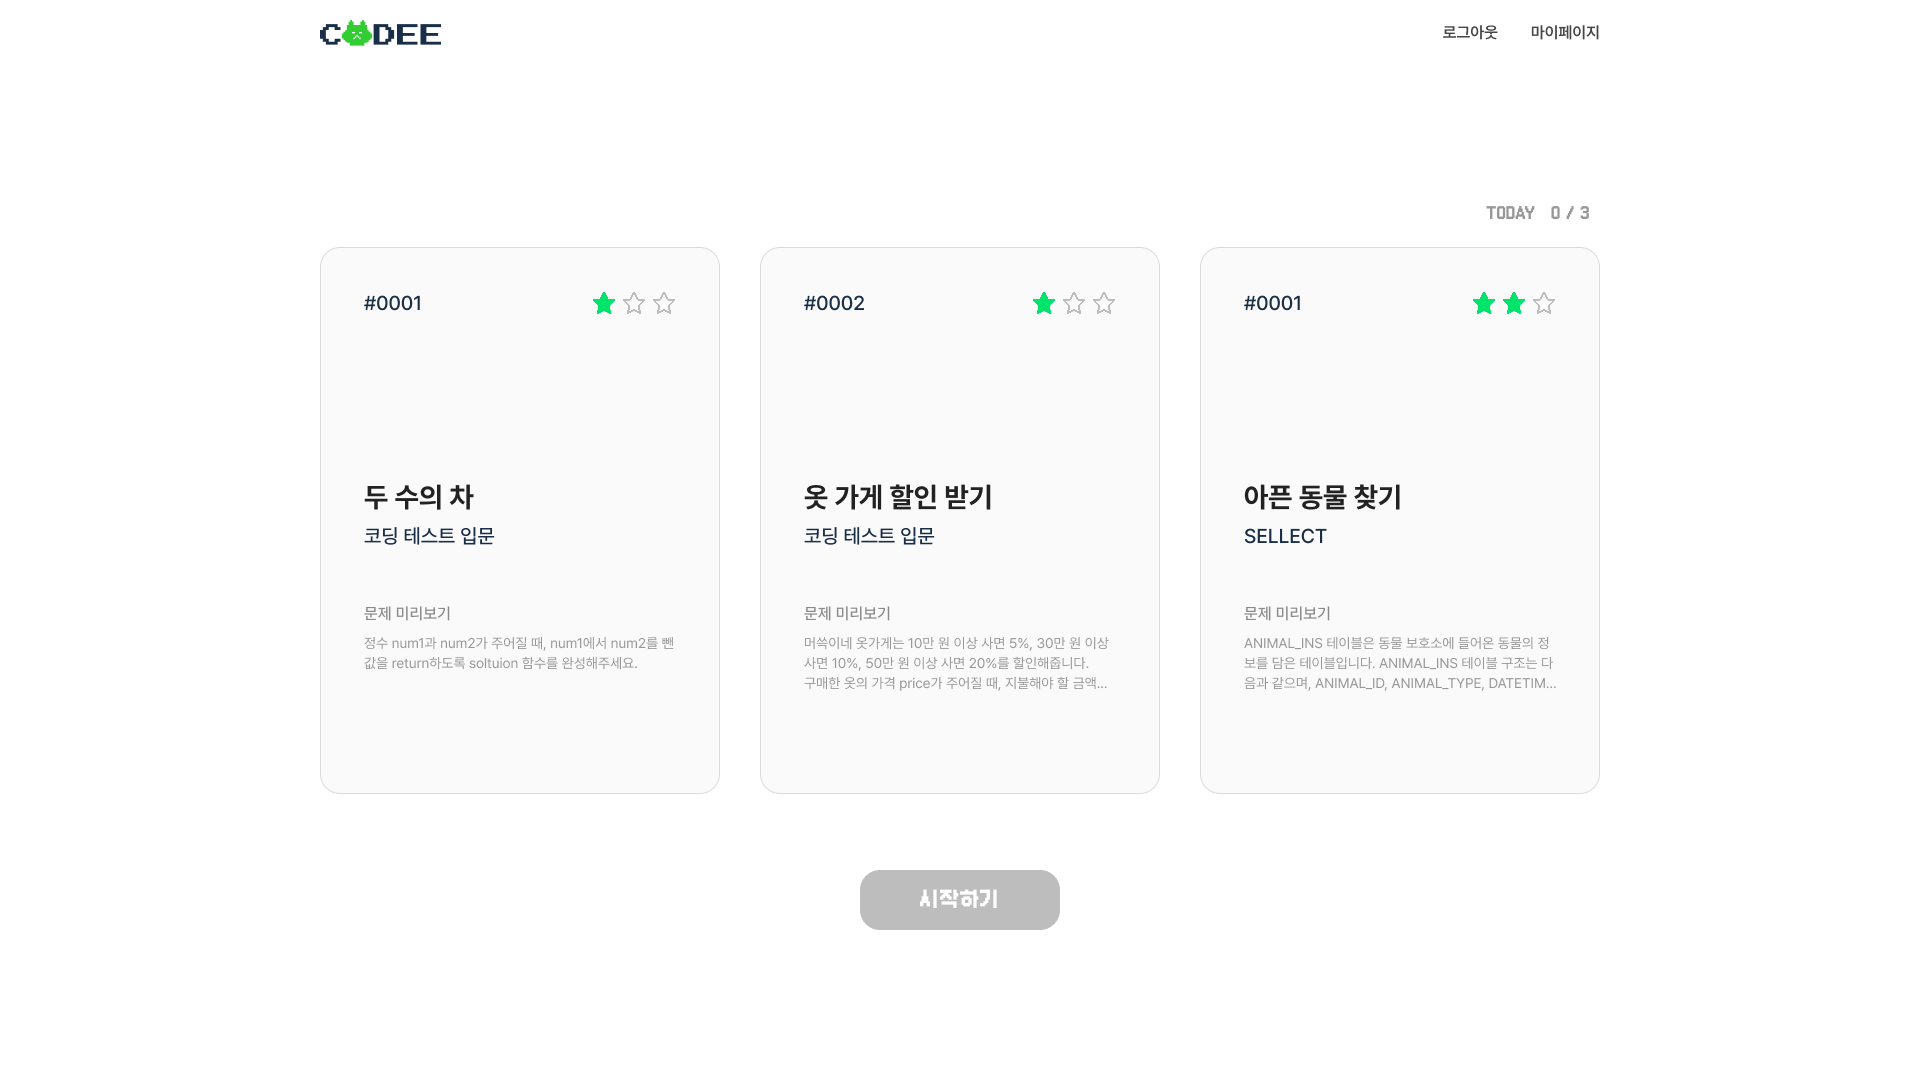 CODEE
로그아웃 마이페이지
TODAY 0 / 3
#0001
두 수의 차
코딩 테스트 입문
문제 미리보기
정수 num1과 num2가 주어질 때, num1에서 num2를 뺀
값을 return하도록 soltuion 함수를 완성해주세요.
#0002
옷 가게 할인 받기
코딩 테스트 입문
문제 미리보기
머쓱이네 옷가게는 10만 원 이상 사면 5%, 30만 원 이상
사면 10%, 50만 원 이상 사면 20%를 할인해줍니다.
구매한 옷의 가격 price가 주어질 때, 지불해야 할 금액...
#0001
아픈 동물 찾기
SELLECT
문제 미리보기
ANIMAL_INS 테이블은 동물 보호소에 들어온 동물의 정
보를 담은 테이블입니다. ANIMAL_INS 테이블 구조는 다
음과 같으며, ANIMAL_ID, ANIMAL_TYPE, DATETIM...
시작하기